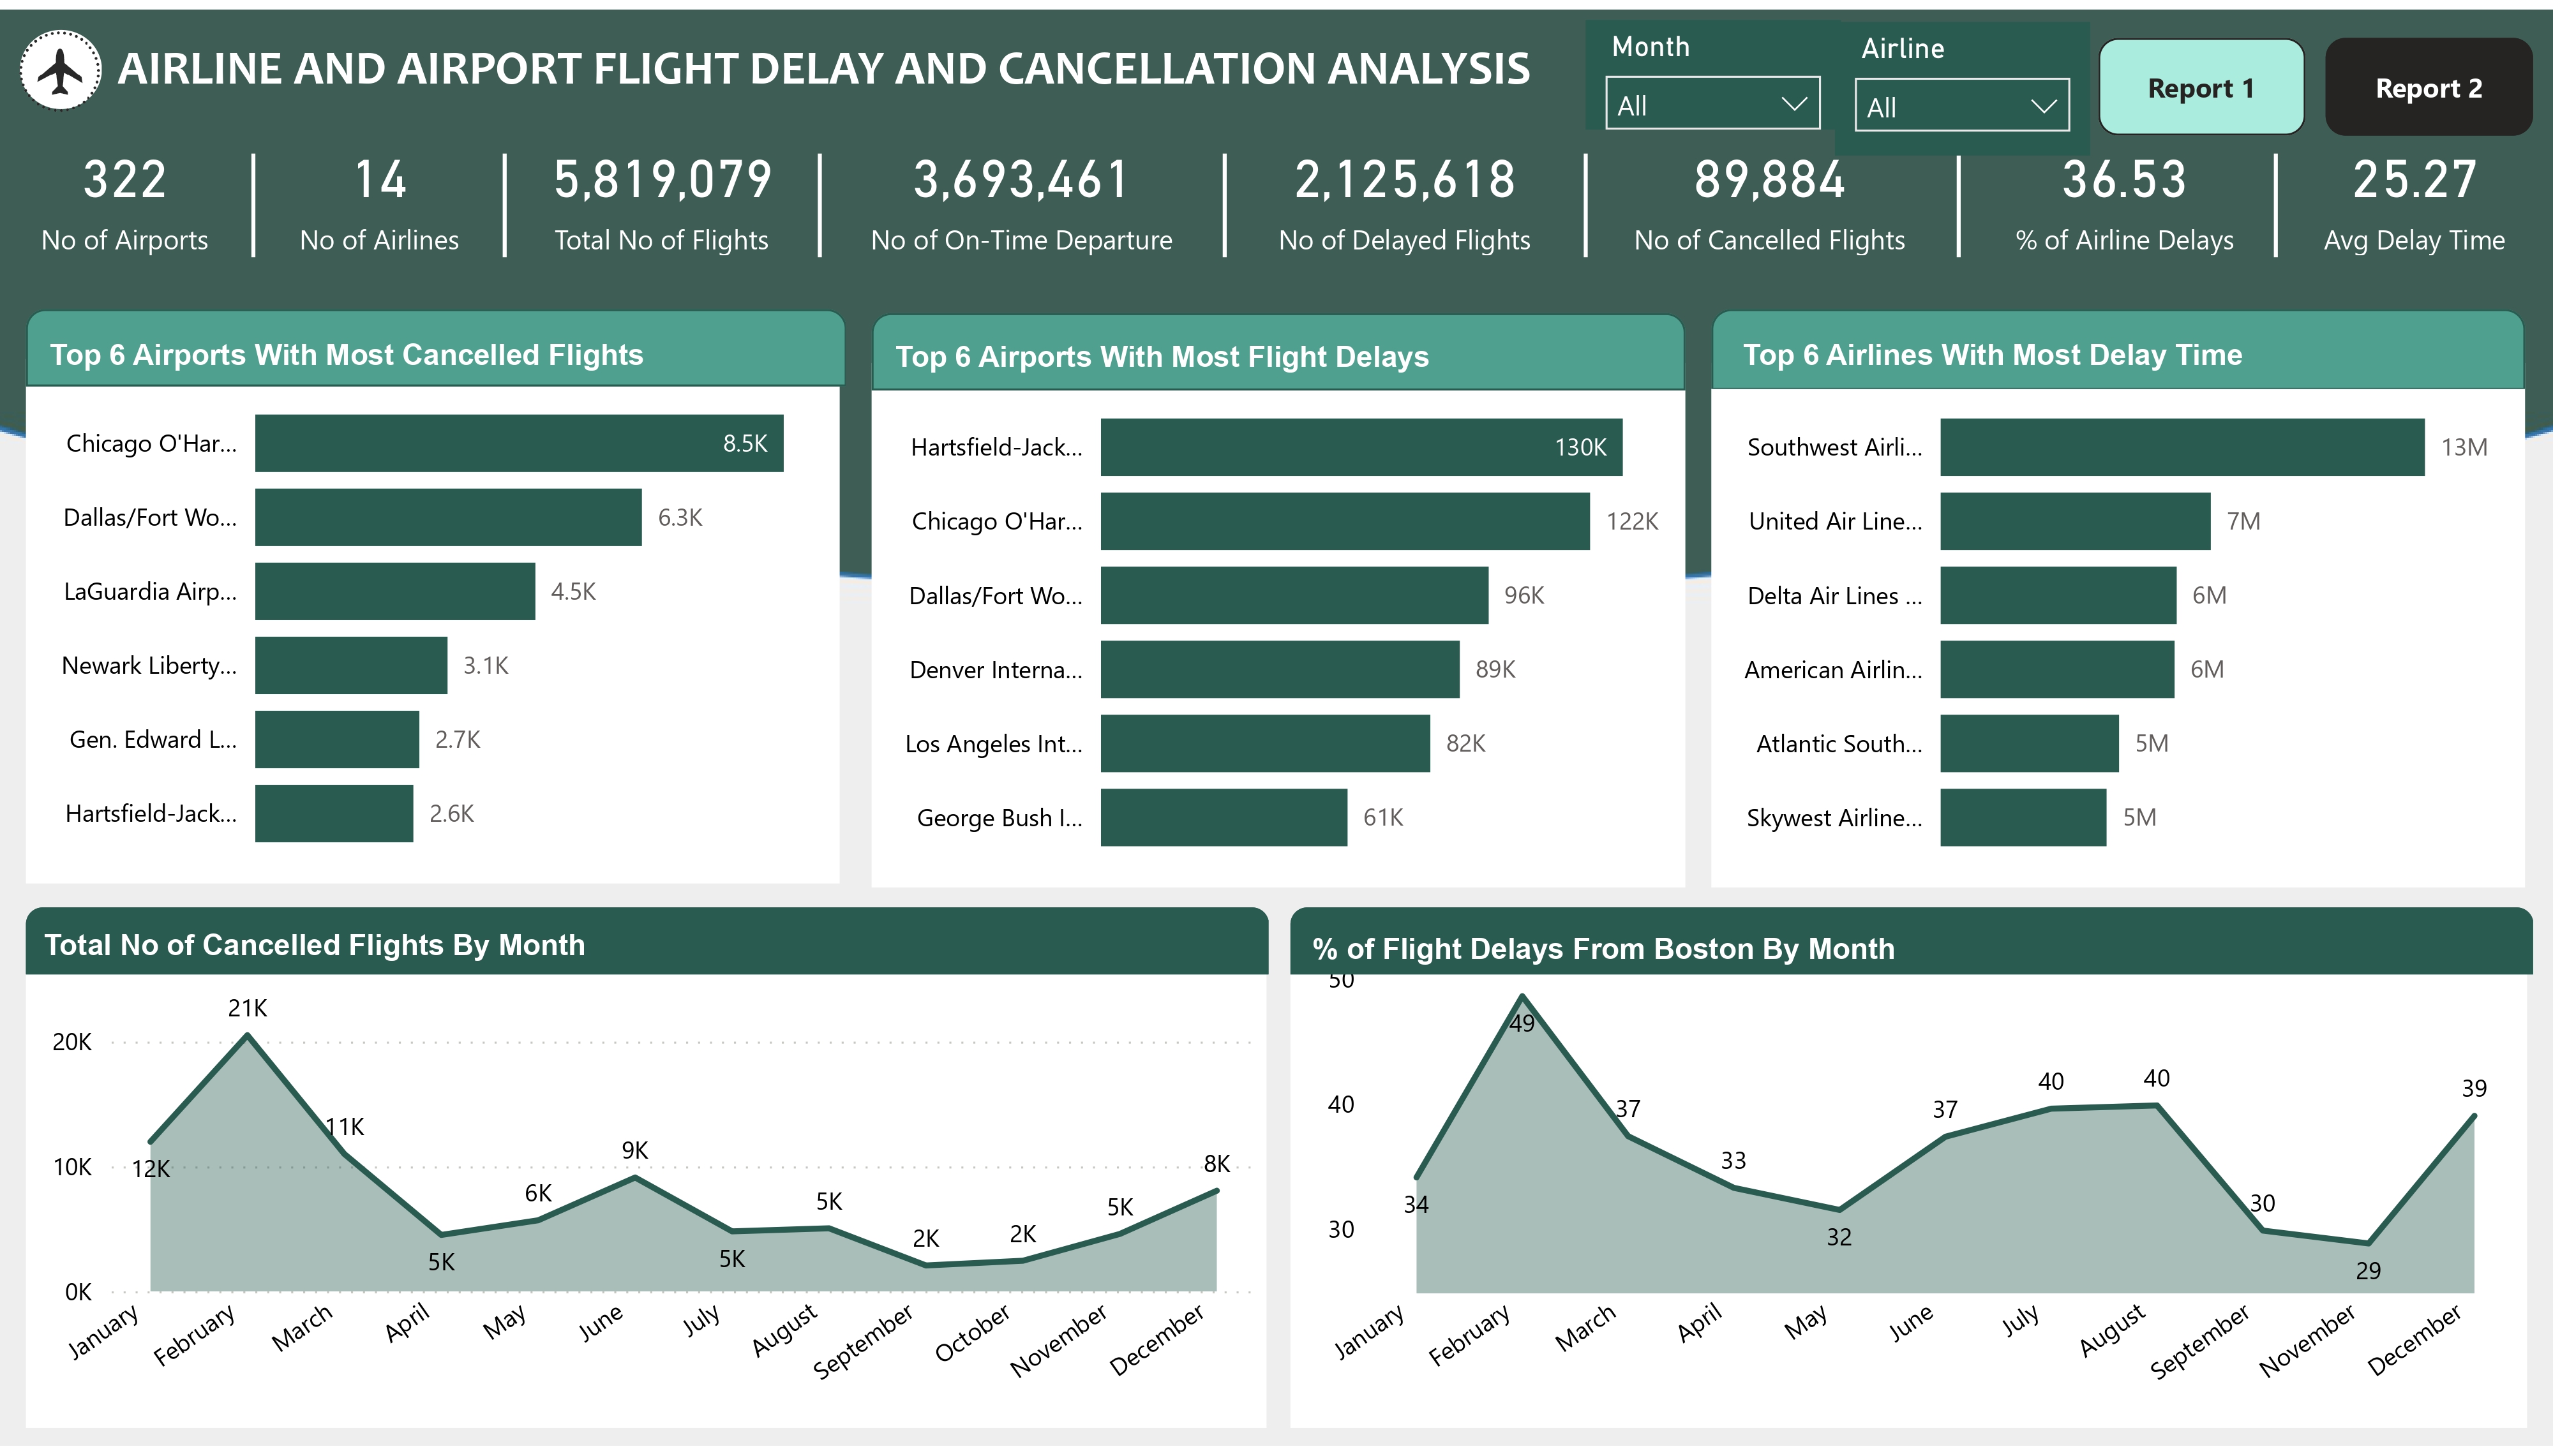 AIRLINE AND AIRPORT FLIGHT DELAY AND CANCELLATION ANALYSIS
Month
All
Airline
All
Report 1
Report 2
322
No of Airports
14
No of Airlines
5,819,079
Total No of Flights
3,693,461
No of On-Time Departure
2,125,618
No of Delayed Flights
89,884
No of Cancelled Flights
36.53
% of Airline Delays
25.27
Avg Delay Time
Top 6 Airports With Most Cancelled Flights
Chicago O'Har... 8.5K
Dallas/Fort Wo... 6.3K
LaGuardia Airp... 4.5K
Newark Liberty... 3.1K
Gen. Edward L... 2.7K
Hartsfield-Jack... 2.6K
Top 6 Airports With Most Flight Delays
Hartsfield-Jack... 130K
Chicago O'Har... 122K
Dallas/Fort Wo... 96K
Denver Interna... 89K
Los Angeles Int... 82K
George Bush I... 61K
Top 6 Airlines With Most Delay Time
Southwest Airli... 13M
United Air Line... 7M
Delta Air Lines ... 6M
American Airlin... 6M
Atlantic South... 5M
Skywest Airline... 5M
Total No of Cancelled Flights By Month
20K
10K
0K
12K
21K
11K
5K
6K
9K
5K
5K
2K
2K
5K
8K
January
February
March
April
May
June
July
August
September
October
November
December
% of Flight Delays From Boston By Month
50
40
30
34
49
37
33
32
37
40
40
30
29
39
January
February
March
April
May
June
July
August
September
November
December